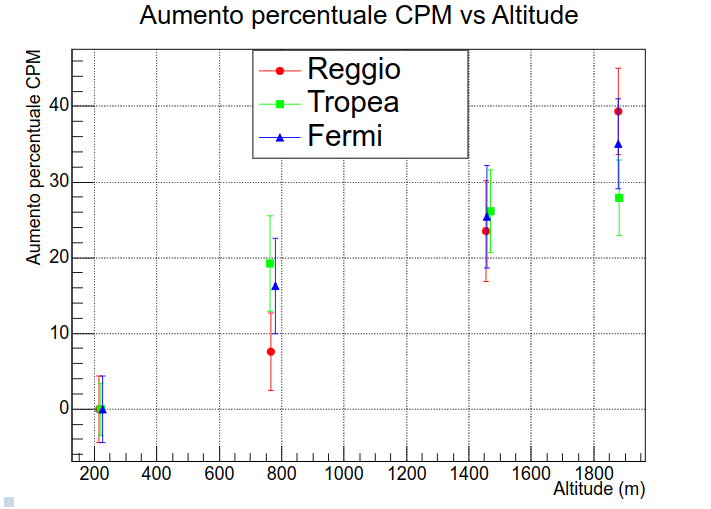 Aumento percentuale CPM vs Altitude
Aumento percentuale CPM
Reggio
Tropea
Fermi
40
30
20
10
0
200 400 600 800 1000 1200 1400 1600 1800
Altitude (m)